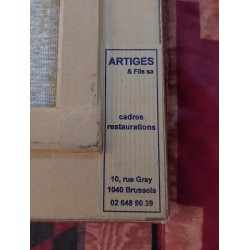 ARTIGES
& Fils sa
cadres
restaurations
10, rue Gray
1040 Brussels
02 648 90 39